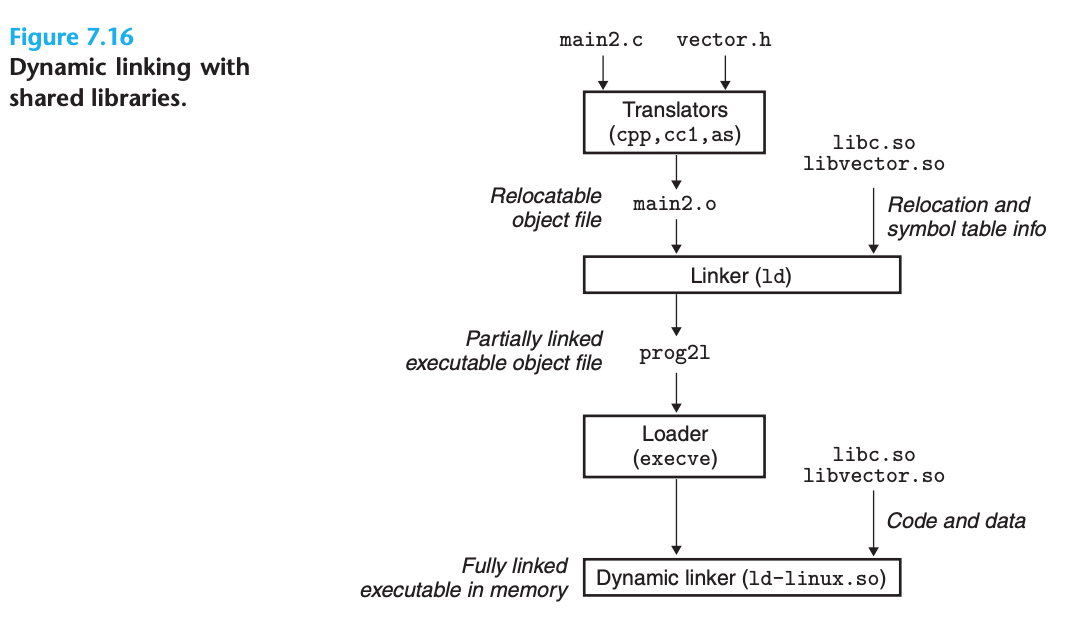 Figure 7.16
Dynamic linking with
shared libraries.
main2.c vector.h
Translators
(cpp,cc1,as)
libc.so
libvector.so
Relocatable
object file
main2.o
Relocation and
symbol table info
Linker (ld)
Partially linked
executable object file
prog2l
Loader
(execve)
libc.so
libvector.so
Code and data
Fully linked
executable in memory
Dynamic linker (ld-linux.so)